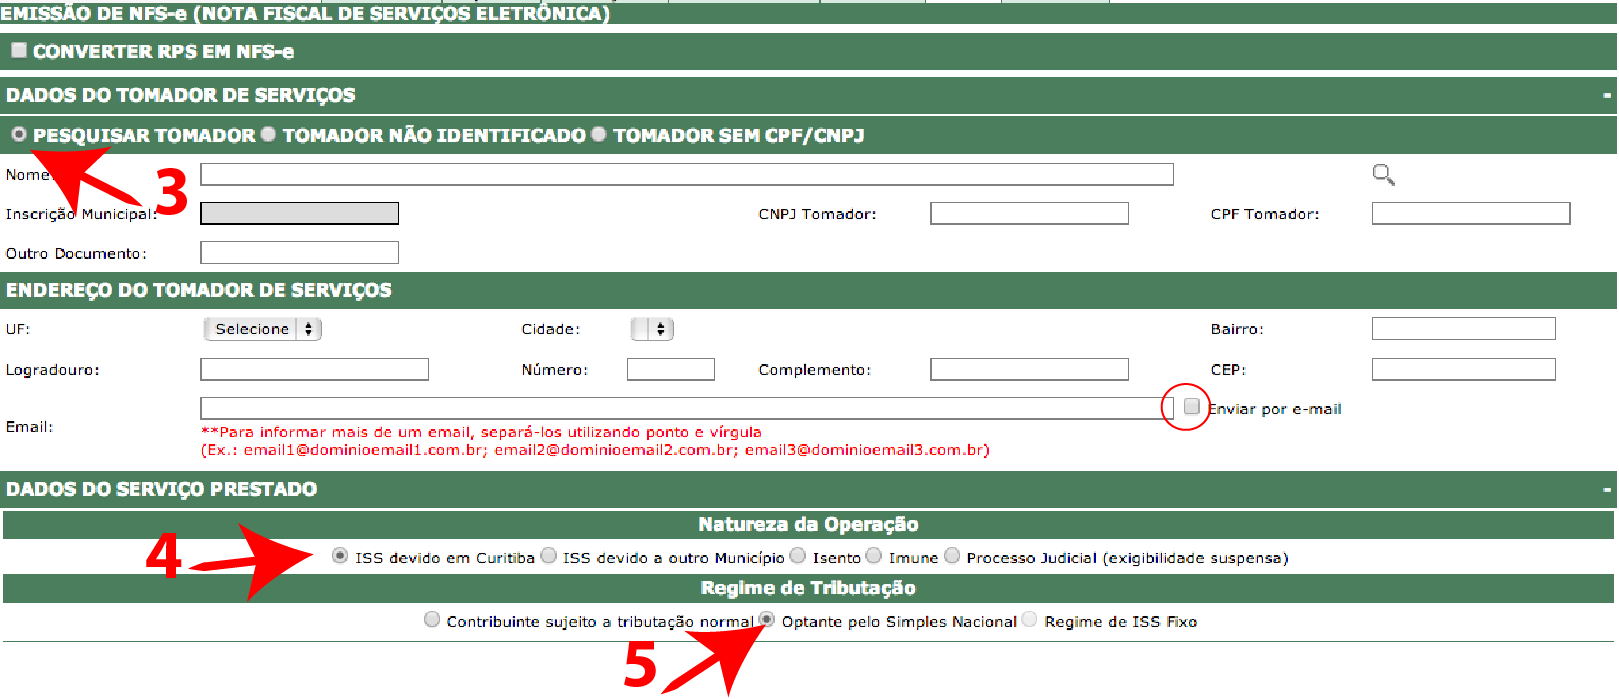 EMISSÃO DE NFS-e (NOTA FISCAL DE SERVIÇOS ELETRÔNICA)
CONVERTER RPS EM NFS-e
DADOS DO TOMADOR DE SERVIÇOS -
PESQUISAR TOMADOR TOMADOR NÃO IDENTIFICADO TOMADOR SEM CPF/CNPJ
3
Nome:
Inscrição Municipal: CNPJ Tomador: CPF Tomador:
Outro Documento:
ENDEREÇO DO TOMADOR DE SERVIÇOS
UF: Selecione Cidade: Bairro:
Logradouro: Número: Complemento: CEP:
Email: Enviar por e-mail
**Para informar mais de um email, separá-los utilizando ponto e vírgula
(Ex.: email1@dominioemail1.com.br; email2@dominioemail2.com.br; email3@dominioemail3.com.br)
DADOS DO SERVIÇO PRESTADO -
Natureza da Operação
4 ISS devido em Curitiba ISS devido a outro Município Isento Imune Processo Judicial (exigibilidade suspensa)
Regime de Tributação
Contribuinte sujeito a tributação normal Optante pelo Simples Nacional Regime de ISS Fixo
5